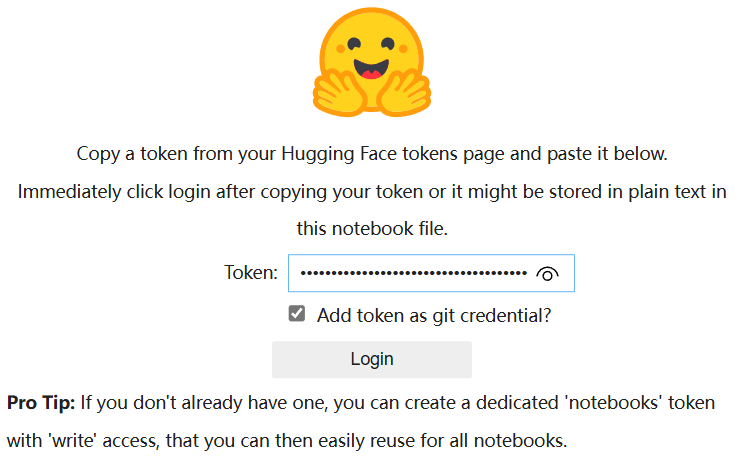 Copy a token from your Hugging Face tokens page and paste it below.
Immediately click login after copying your token or it might be stored in plain text in
this notebook file.
Token: •••••••••••••••••••••••••••••••••••••
Add token as git credential?
Login
Pro Tip: If you don't already have one, you can create a dedicated 'notebooks' token
with 'write' access, that you can then easily reuse for all notebooks.